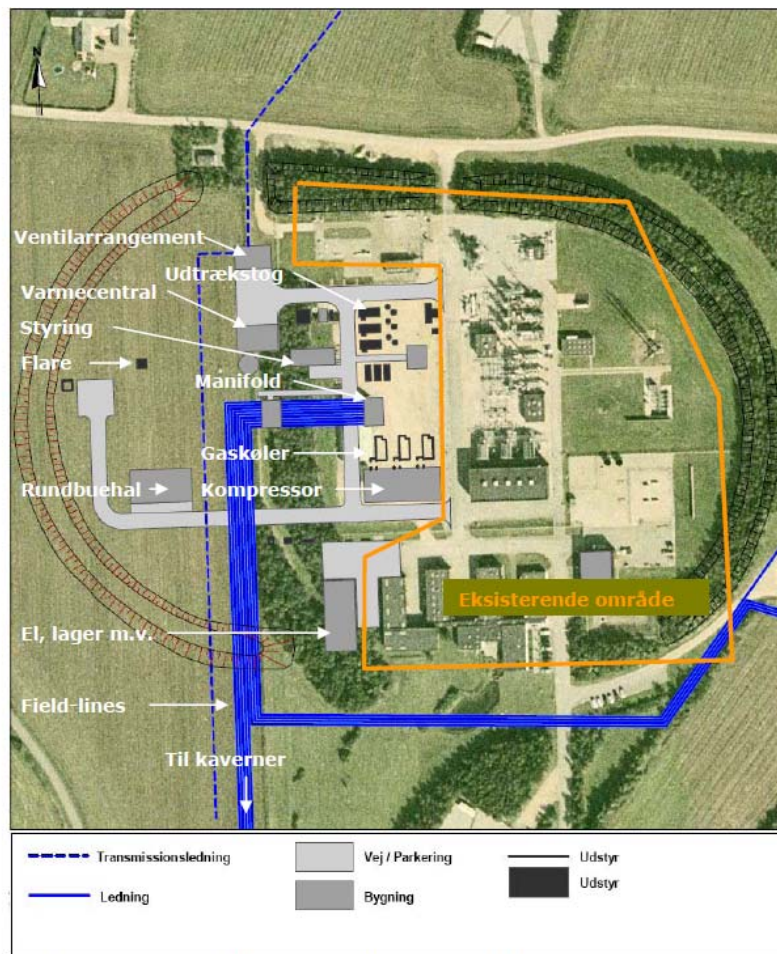 N
Ventilarrangement
Udtrækstog
Varmecentral
Styring
Flare
Manifold
Gaskøler
Rundbuehal
Kompressor
Eksisterende område
El, lager m.v.
Field-lines
Til kaverner
Transmissionsledning
Vej / Parkering
Udstyr
Ledning
Bygning
Udstyr